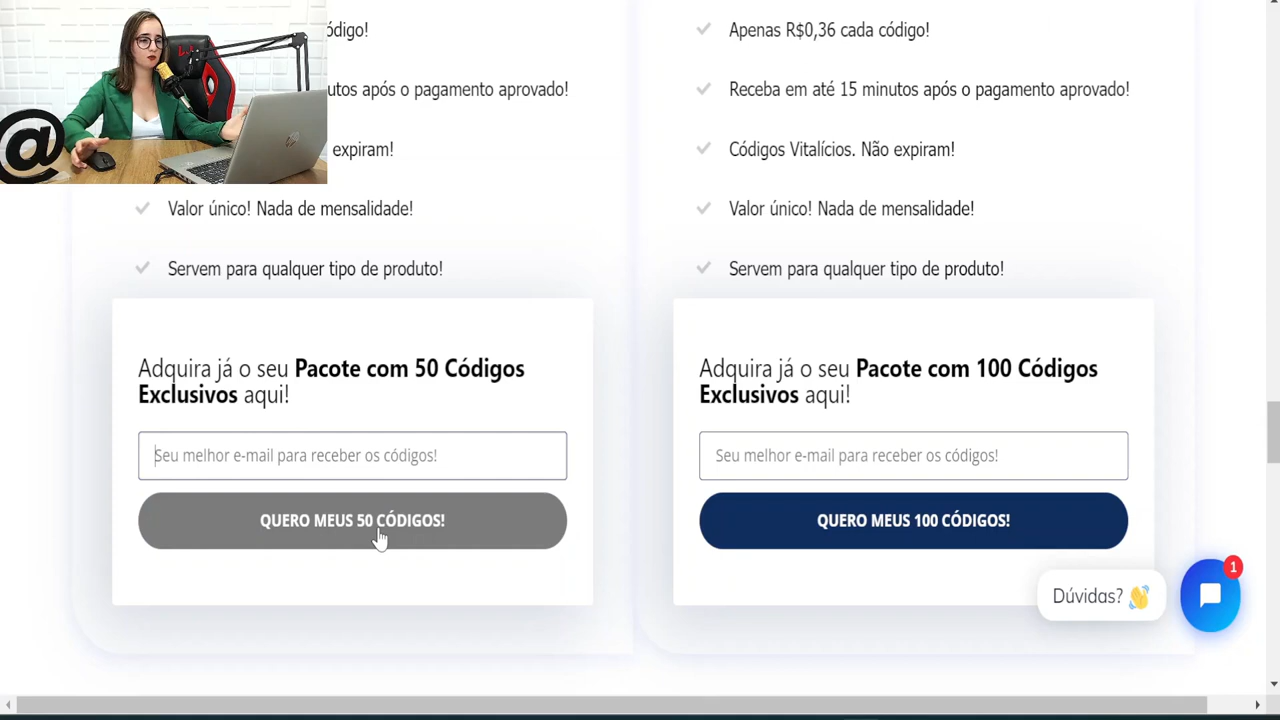 ódigo!
utos após o pagamento aprovado!
expiram!
Valor único! Nada de mensalidade!
Servem para qualquer tipo de produto!
Adquira já o seu Pacote com 50 Códigos
Exclusivos aqui!
Seu melhor e-mail para receber os códigos!
QUERO MEUS 50 CÓDIGOS!
Apenas R$0,36 cada código!
Receba em até 15 minutos após o pagamento aprovado!
Códigos Vitalícios. Não expiram!
Valor único! Nada de mensalidade!
Servem para qualquer tipo de produto!
Adquira já o seu Pacote com 100 Códigos
Exclusivos aqui!
Seu melhor e-mail para receber os códigos!
QUERO MEUS 100 CÓDIGOS!
Dúvidas? 👋
1
@